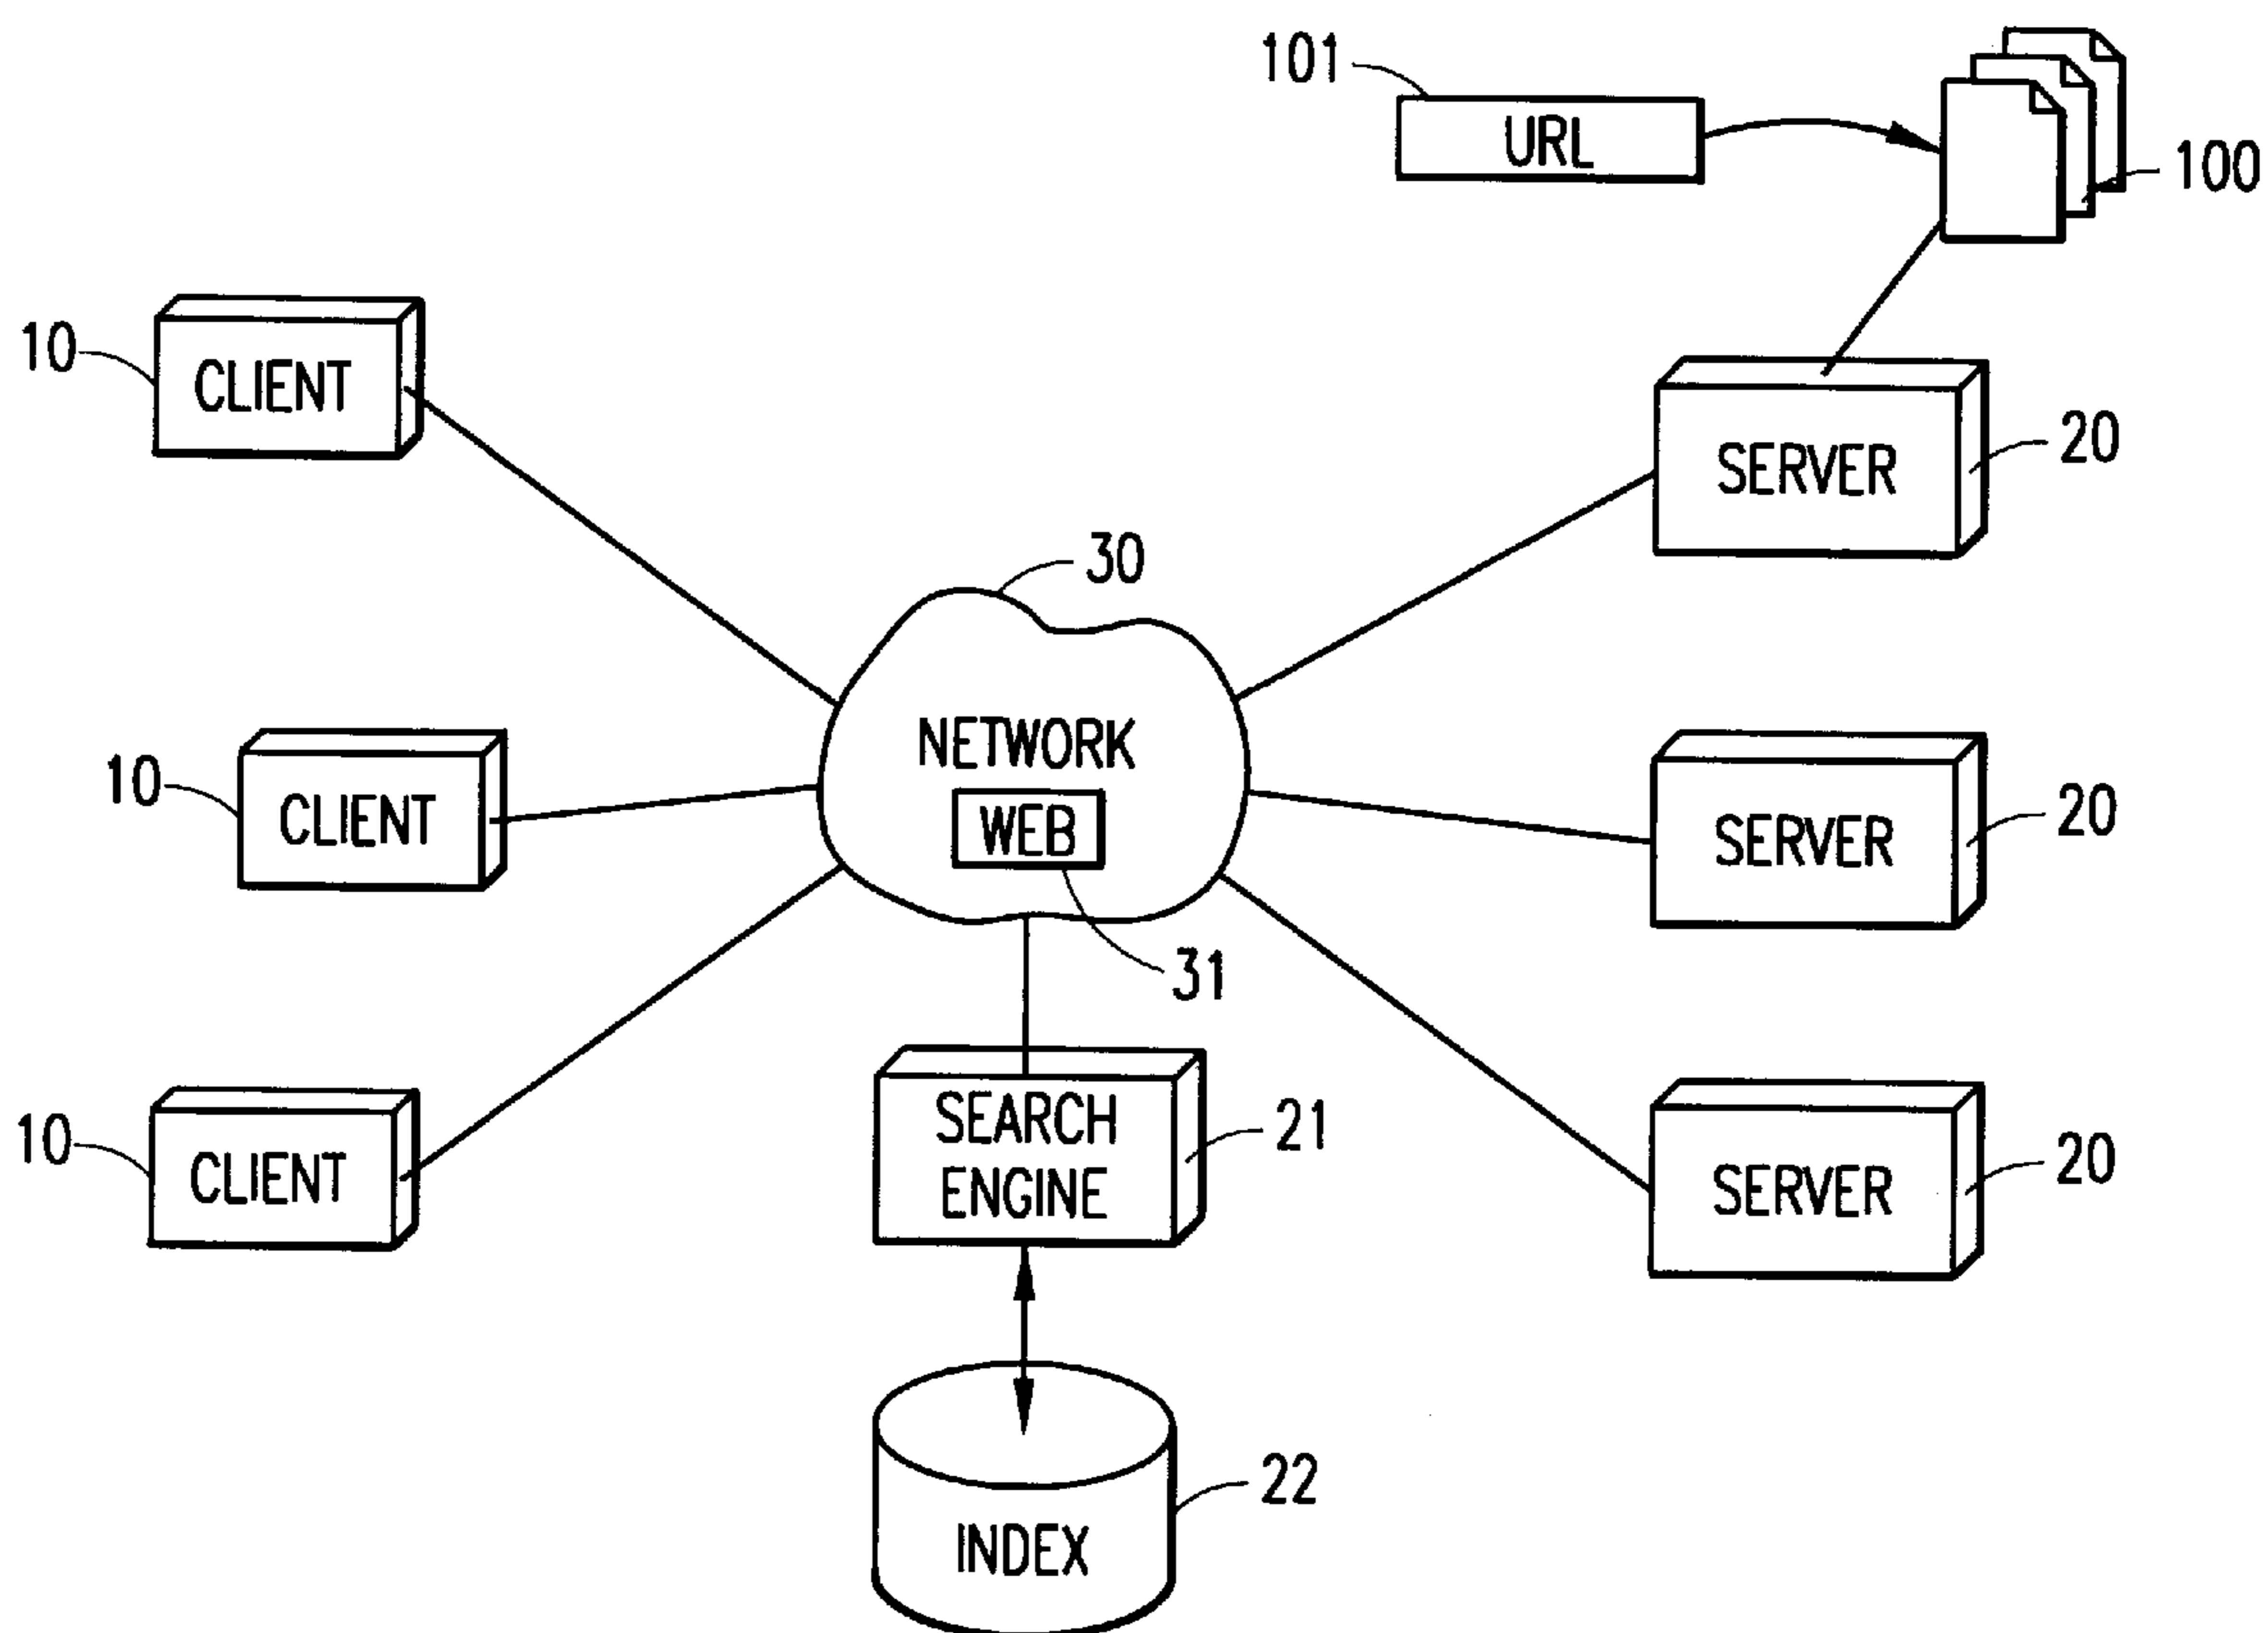 101
URL
100
10
CLIENT
SERVER
20
30
NETWORK
WEB
31
10
CLIENT
SERVER
20
10
CLIENT
SEARCH
ENGINE
21
SERVER
20
INDEX
22